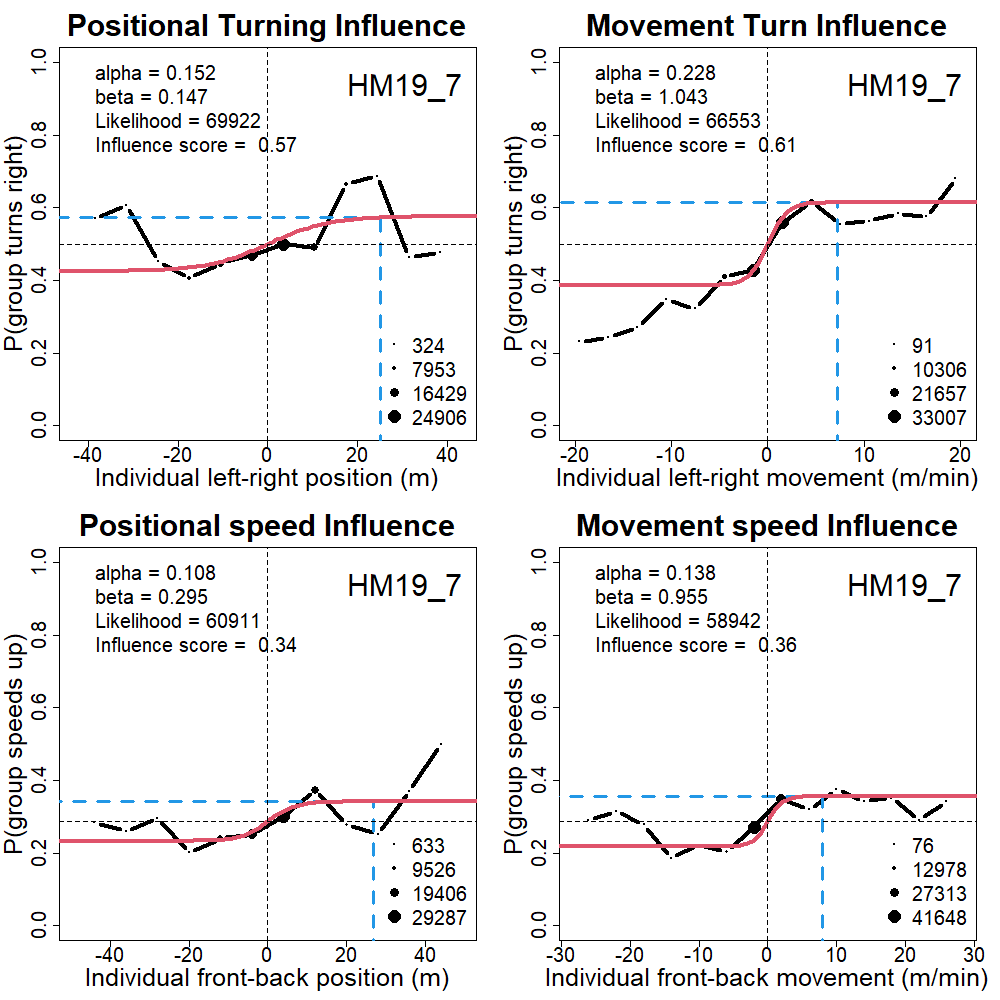 Positional Turning Influence
alpha = 0.152
beta = 0.147
Likelihood = 69922
Influence score = 0.57
HM19_7
P(group turns right)
1.0
0.8
0.6
0.4
0.2
0.0
324
7953
16429
24906
-40 -20 0 20 40
Individual left-right position (m)
Movement Turn Influence
alpha = 0.228
beta = 1.043
Likelihood = 66553
Influence score = 0.61
HM19_7
P(group turns right)
1.0
0.8
0.6
0.4
0.2
0.0
91
10306
21657
33007
-20 -10 0 10 20
Individual left-right movement (m/min)
Positional speed Influence
alpha = 0.108
beta = 0.295
Likelihood = 60911
Influence score = 0.34
HM19_7
P(group speeds up)
1.0
0.8
0.6
0.4
0.2
0.0
633
9526
19406
29287
-40 -20 0 20 40
Individual front-back position (m)
Movement speed Influence
alpha = 0.138
beta = 0.955
Likelihood = 58942
Influence score = 0.36
HM19_7
P(group speeds up)
1.0
0.8
0.6
0.4
0.2
0.0
76
12978
27313
41648
-30 -20 -10 0 10 20 30
Individual front-back movement (m/min)